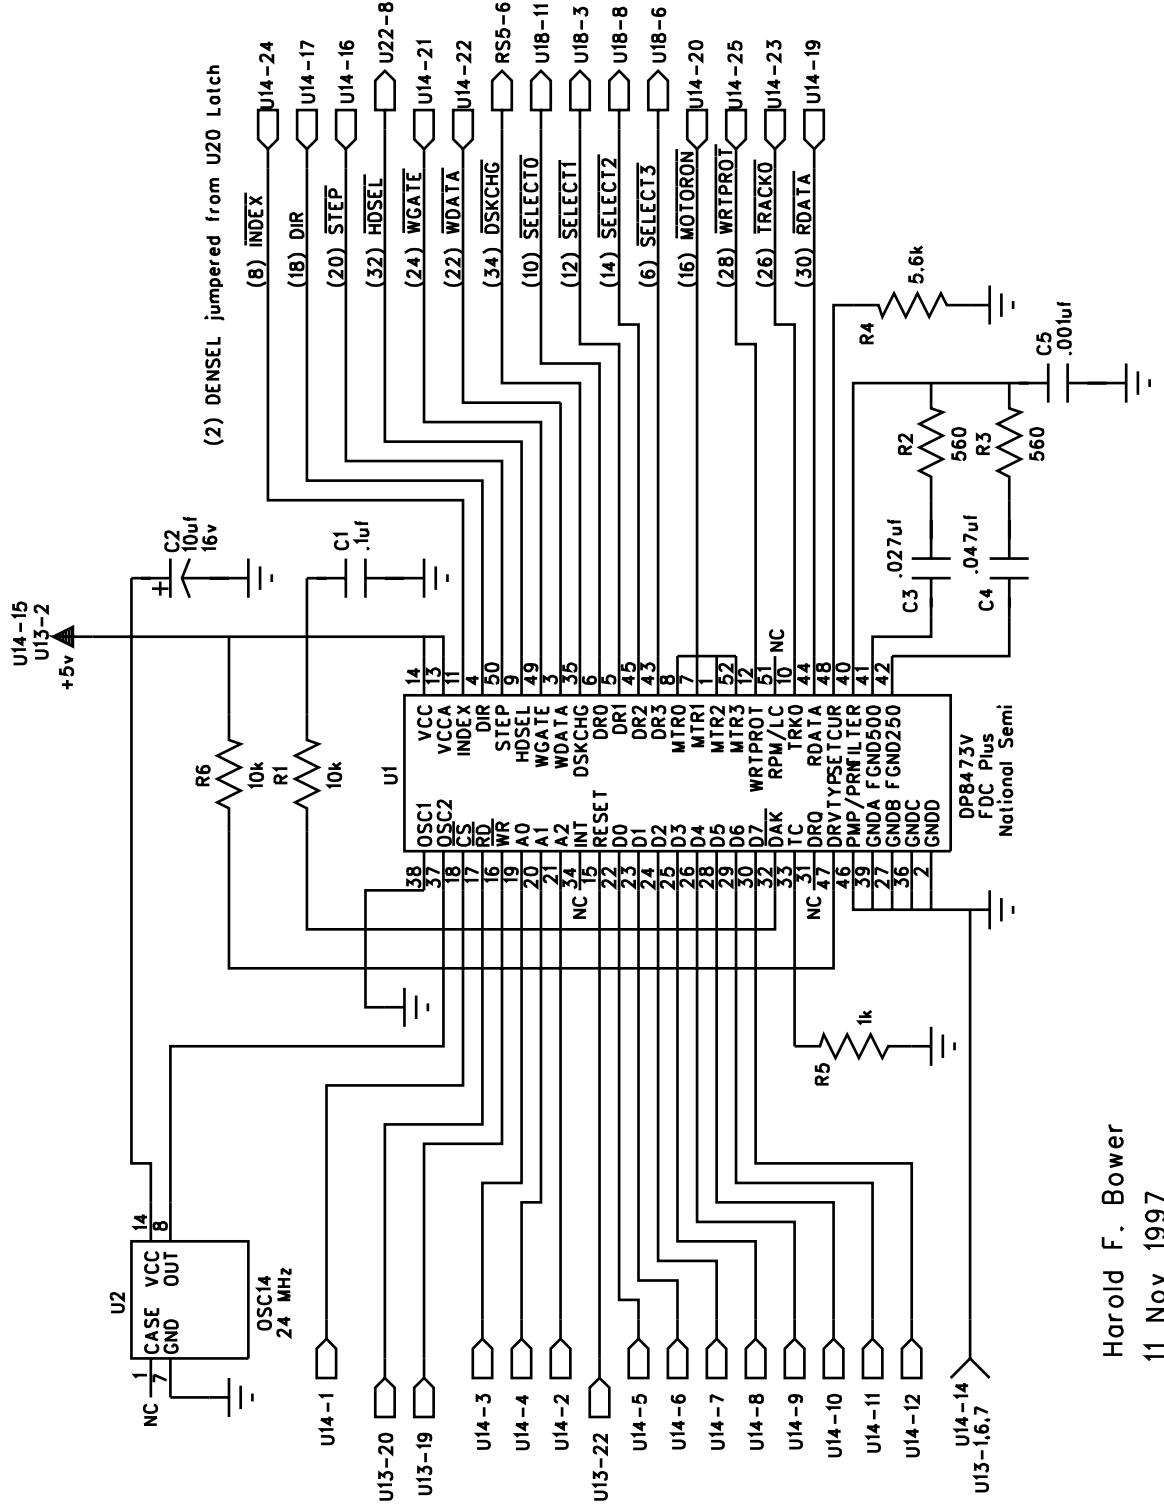 (2) DENSEL jumpered from U20 Latch
U14-15
U13-2
+5v
C2
10uf
16v
+
C1
.1uf
R6
10k
R1
10k
U2
CASE VCC
GND OUT
1
7
14
8
NC
OSC14
24 MHz
U1
DP8473V
FDC Plus
National Semi
38 OSC1
37 OSC2
18 CS
17 RD
16 WR
19 A0
20 A1
21 A2
34 INT
NC
15 RESET
22 D0
23 D1
24 D2
25 D3
26 D4
28 D5
29 D6
30 D7
32 DAK
33 TC
31 DRQ
NC
47 DRVTYP
46 PMP/PRN
39 GNDA
27 GNDB
36 GNDC
2 GNDD
VCC 14
VCCA 13
INDEX 11
DIR 4
STEP 50
HDSEL 9
WGATE 49
WDATA 3
DSKCHG 35
DR0 6
DR1 5
DR2 45
DR3 43
MTR0 8
MTR1 7
MTR2 1
MTR3 52
WRTPROT 12
RPM/LC 51
NC
TRK0 10
RDATA 44
SETCUR 48
FILTER 40
FGND500 41
FGND250 42
(8) INDEX U14-24
(18) DIR U14-17
(20) STEP U14-16
(32) HDSEL U22-8
(24) WGATE U14-21
(22) WDATA U14-22
(34) DSKCHG RS5-6
(10) SELECT0 U18-11
(12) SELECT1 U18-3
(14) SELECT2 U18-8
(6) SELECT3 U18-6
(16) MOTORON U14-20
(28) WRTPROT U14-25
(26) TRACK0 U14-23
(30) RDATA U14-19
R4
5.6k
C5
.001uf
R2
560
R3
560
C3
.027uf
C4
.047uf
R5
1k
U14-1
U13-20
U13-19
U14-3
U14-4
U14-2
U13-22
U14-5
U14-6
U14-7
U14-8
U14-9
U14-10
U14-11
U14-12
U14-14
U13-1,6,7
Harold F. Bower
11 Nov 1997